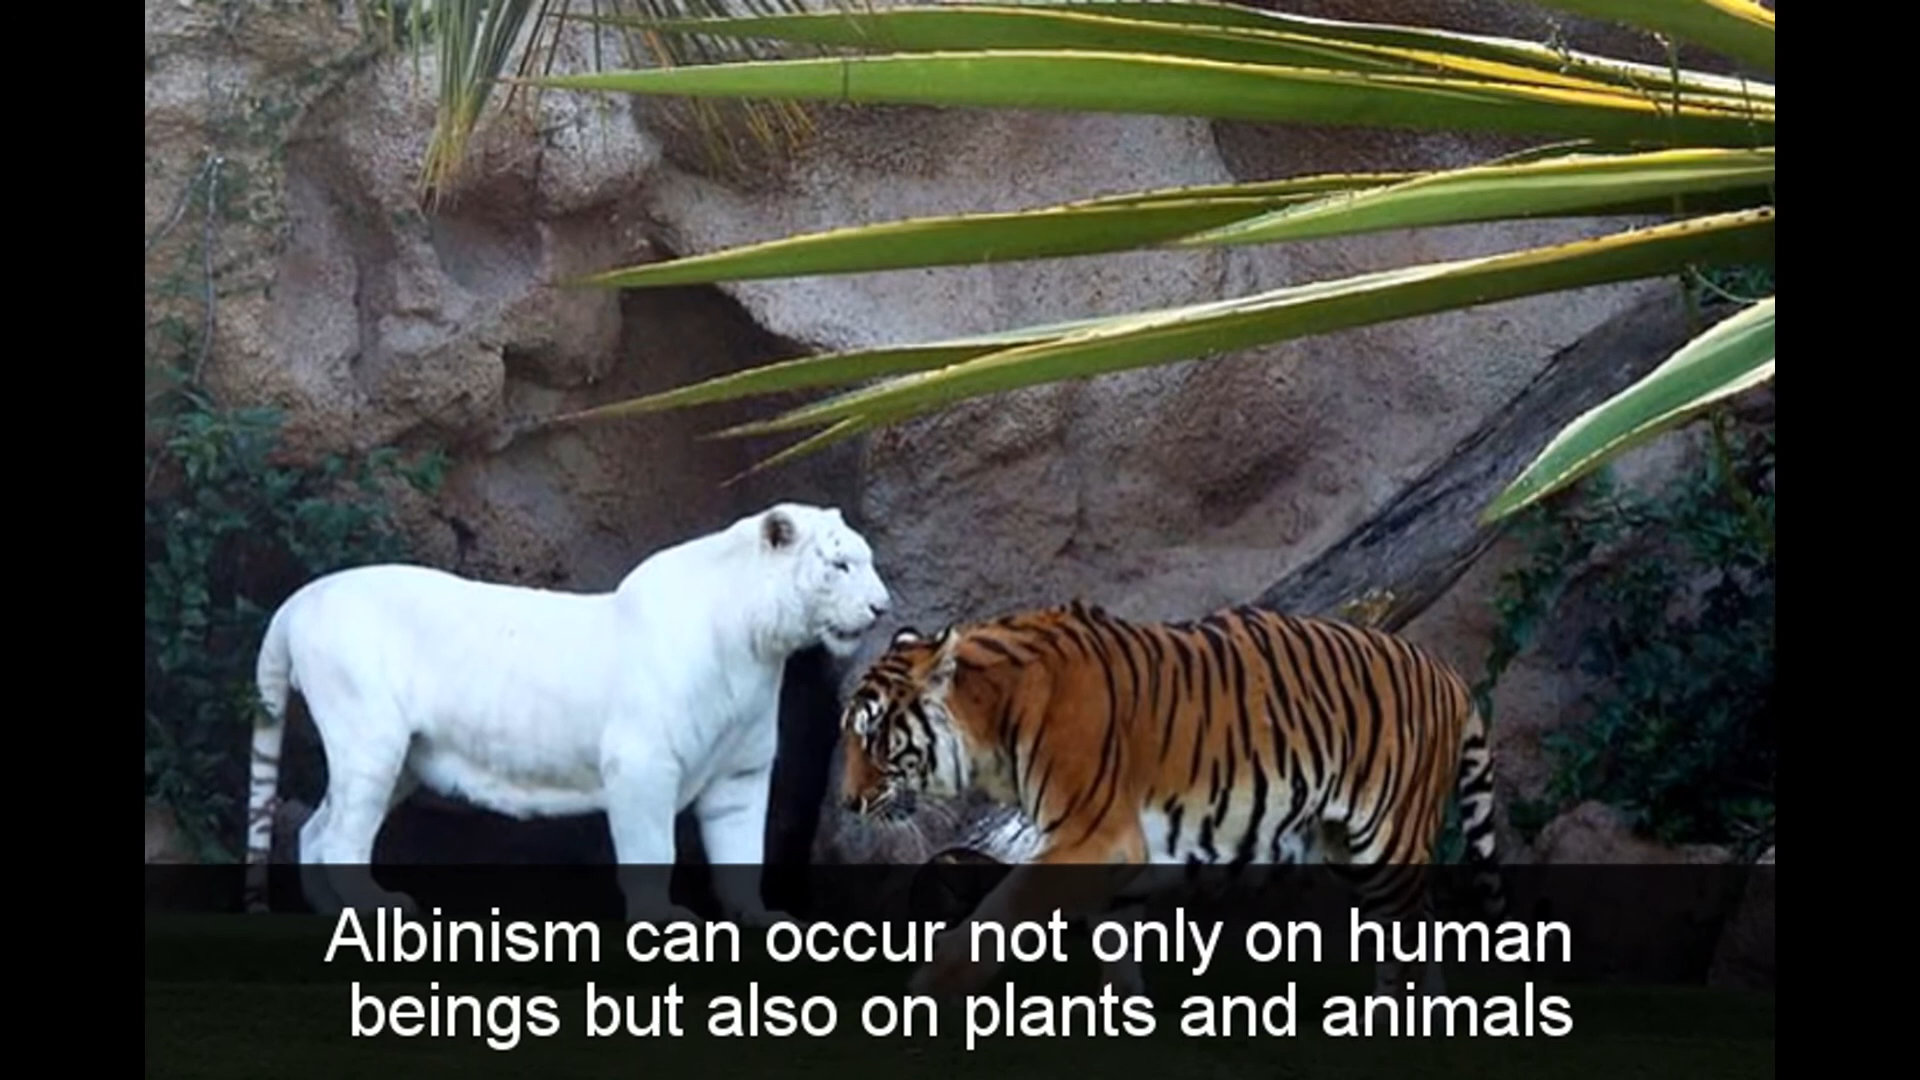 Albinism can occur not only on human
beings but also on plants and animals